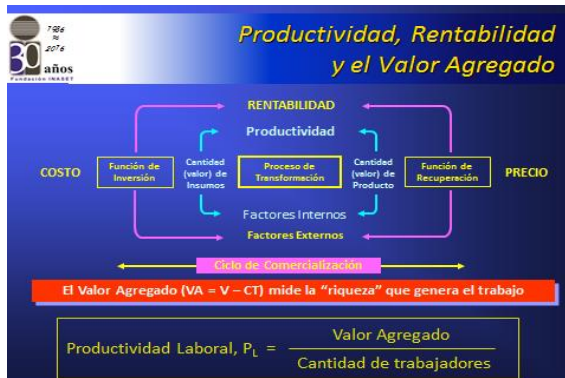 1986
2016
30 años
Fundación INASET
Productividad, Rentabilidad
y el Valor Agregado
RENTABILIDAD
Productividad
COSTO
Función de
Inversión
Cantidad
(valor) de
Insumos
Proceso de
Transformación
Cantidad
(valor) de
Producto
Función de
Recuperación
PRECIO
Factores Internos
Factores Externos
Ciclo de Comercialización
El Valor Agregado (VA = V – CT) mide la “riqueza” que genera el trabajo
Productividad Laboral, PL =
Valor Agregado
Cantidad de trabajadores